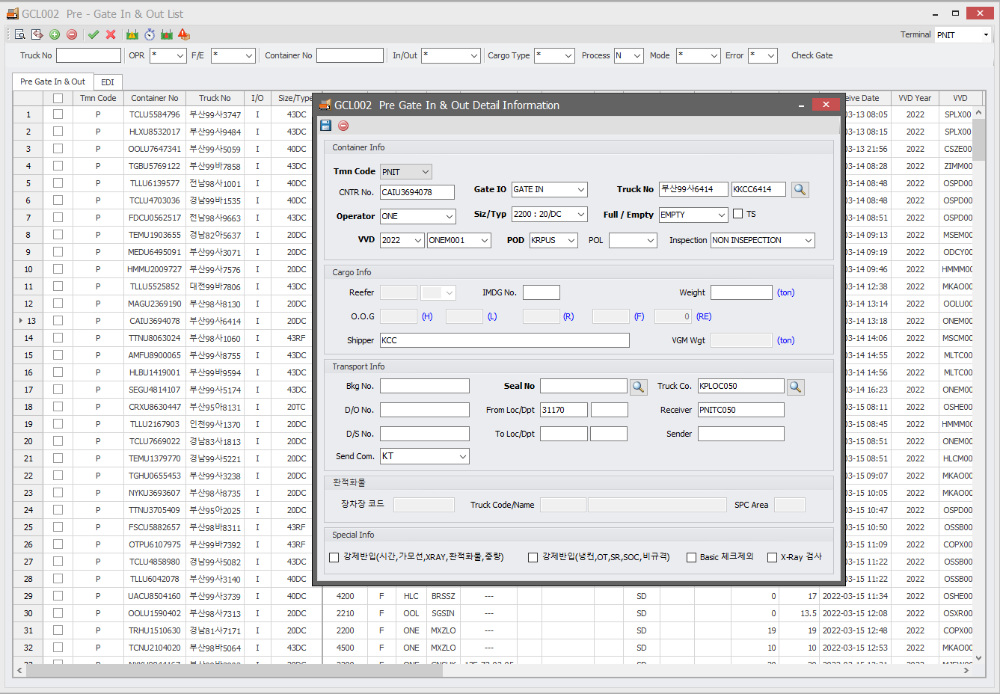 GCL002 Pre - Gate In & Out List
Terminal PNIT
Truck No OPR * F/E * Container No In/Out * Cargo Type * Process N Mode * Error * Check Gate
Pre Gate In & Out EDI
Tmn Code Container No Truck No I/O Size/Type ive Date VVD Year VVD
1 P TCLU5584796 부산99사3747 I 43DC 03-13 08:05 2022 SPLX00
2 P HLXU8532017 부산99사9484 I 43DC 03-13 08:15 2022 SPLX00
3 P OOLU7647341 부산99사5059 I 40DC 03-13 21:56 2022 CSZE00
4 P TGBU5769122 부산99바7858 I 43DC 03-14 08:28 2022 ZIMM00
5 P TLLU6139577 전남98사1001 I 40DC 03-14 08:48 2022 OSPD00
6 P TCLU4703036 경남99바1535 I 40DC 03-14 08:48 2022 OSPD00
7 P FDCU0562517 전남98사9663 I 43DC 03-14 08:51 2022 OSPD00
8 P TEMU1903655 경남82아5637 I 20DC 03-14 09:13 2022 MSEM00
9 P MEDU6495091 부산99사3071 I 20DC 03-14 09:19 2022 ODCY00
10 P HMMU2009727 부산99사7576 I 20DC 03-14 09:46 2022 HMMM00
11 P TLLU5525852 대전99바7806 I 43DC 03-14 12:38 2022 MKAO00
12 P MAGU2369190 부산98사8130 I 20DC 03-14 13:14 2022 OOLU00
13 P CAIU3694078 부산99사6414 I 20DC 03-14 13:18 2022 ONEM00
14 P TTNU8063024 부산98사1060 I 43RF 03-14 14:06 2022 MSCM00
15 P AMFU8900065 부산99사8755 I 43DC 03-14 14:55 2022 MLTC00
16 P HLBU1419001 부산99바9594 I 43DC 03-14 14:56 2022 MLTC00
17 P SEGU4814107 부산99사5174 I 43DC 03-14 16:23 2022 ONEM00
18 P CRXU8630447 부산95아8131 I 20TC 03-15 08:11 2022 OSHE00
19 P TLLU2167903 인천99사1370 I 20DC 03-15 08:45 2022 HMMM00
20 P TCLU7669022 경남83사1813 I 20DC 03-15 08:51 2022 ONEM00
21 P TEMU1379770 경남99사5221 I 20DC 03-15 08:51 2022 HLCM00
22 P TGHU0655453 부산99사3238 I 20DC 03-15 09:07 2022 MKAO00
23 P NYKU3693607 부산98사8735 I 20DC 03-15 10:05 2022 MKAO00
24 P TTNU3705409 부산95아2025 I 20DC 03-15 10:47 2022 OSPD00
25 P FSCU5882657 부산98바8311 I 43RF 03-15 10:50 2022 OSSB00
26 P OTPU6107975 부산99바7392 I 43RF 03-15 11:09 2022 COPX00
27 P TCLU4858980 경남99사5082 I 43DC 03-15 11:22 2022 OSSB00
28 P TLLU6042078 부산99사3140 I 40DC 03-15 11:22 2022 OSSB00
29 P UACU8504160 부산99사3739 I 40DC 4200 F HLC BRSSZ --- SD 0 17 2022-03-15 11:34 2022 OSHE00
30 P OOLU1590402 부산98사7313 I 20DC 2210 F OOL SGSIN --- SD 0 13.5 2022-03-15 12:08 2022 OSXR00
31 P TRHU1510630 경남81사7171 I 20DC 2200 F ONE MXZLO --- SD 19 19 2022-03-15 12:48 2022 COPX00
32 P TCNU2104020 부산98바5064 I 43DC 4500 F ONE MXZLO --- SD 10 10 2022-03-15 12:53 2022 MKAO00
GCL002 Pre Gate In & Out Detail Information
Container Info
Tmn Code PNIT
CNTR No. CAIU3694078 Gate IO GATE IN Truck No 부산99사6414 KKCC6414
Operator ONE Siz/Typ 2200 : 20/DC Full / Empty EMPTY TS
VVD 2022 ONEM001 POD KRPUS POL Inspection NON INSEPECTION
Cargo Info
Reefer IMDG No. Weight (ton)
O.O.G (H) (L) (R) (F) 0 (RE)
Shipper KCC VGM Wgt (ton)
Transport Info
Bkg No. Seal No Truck Co. KPLOC050
D/O No. From Loc/Dpt 31170 Receiver PNITC050
D/S No. To Loc/Dpt Sender
Send Com. KT
환적화물
장차장 코드 Truck Code/Name SPC Area
Special Info
강제반입(시간,가모선,XRAY,환적화물,중량) 강제반입(냉컨,OT,SR,SOC,비규격) Basic 체크제외 X-Ray 검사